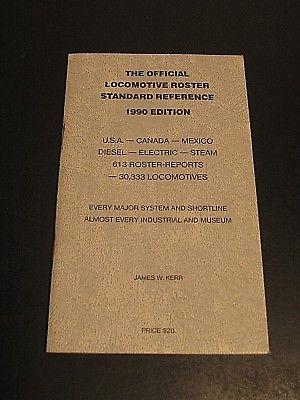 THE OFFICIAL
LOCOMOTIVE ROSTER
STANDARD REFERENCE
1990 EDITION
U.S.A. — CANADA — MEXICO
DIESEL — ELECTRIC — STEAM
613 ROSTER-REPORTS
— 30,333 LOCOMOTIVES
EVERY MAJOR SYSTEM AND SHORTLINE
ALMOST EVERY INDUSTRIAL AND MUSEUM
JAMES W. KERR
PRICE $20.